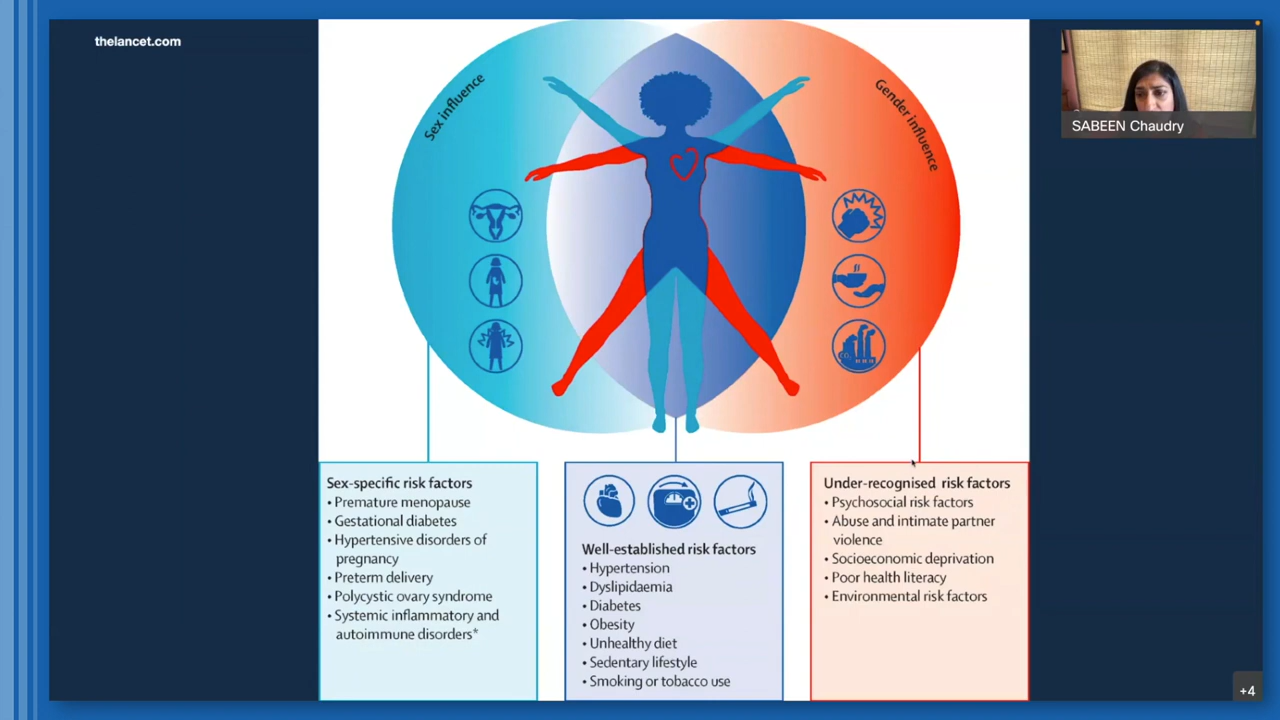 thelancet.com
Sex influence
Gender influence
SABEEN Chaudry
CO₂
Sex-specific risk factors
• Premature menopause
• Gestational diabetes
• Hypertensive disorders of
pregnancy
• Preterm delivery
• Polycystic ovary syndrome
• Systemic inflammatory and
autoimmune disorders*
Well-established risk factors
• Hypertension
• Dyslipidaemia
• Diabetes
• Obesity
• Unhealthy diet
• Sedentary lifestyle
• Smoking or tobacco use
Under-recognised risk factors
• Psychosocial risk factors
• Abuse and intimate partner
violence
• Socioeconomic deprivation
• Poor health literacy
• Environmental risk factors
+4